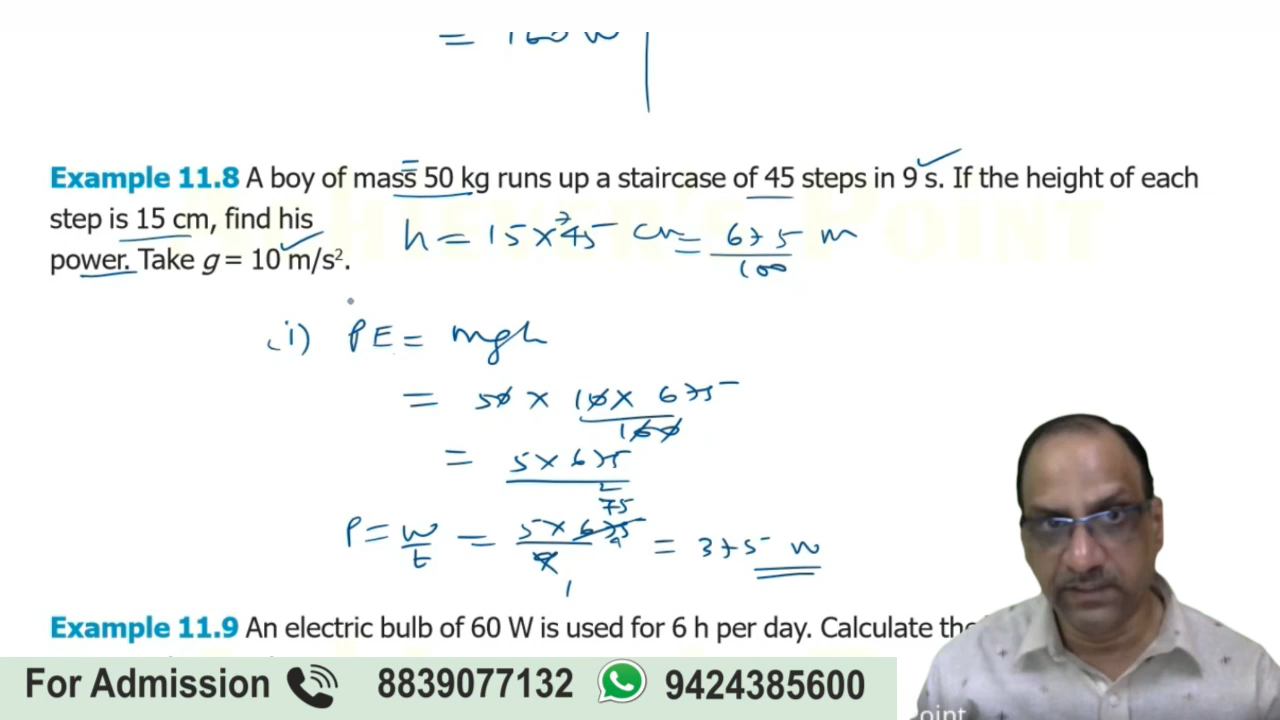 = 160 W
Example 11.8 A boy of mass 50 kg runs up a staircase of 45 steps in 9 s. If the height of each
step is 15 cm, find his
h = 15 × 45 cm = 675/100 m
power. Take g = 10 m/s².
(i) PE = mgh
= 50 × 10 × 675/100
= 5 × 675
P = W/t = 5 × 675/9 = 375 W
75
1
Example 11.9 An electric bulb of 60 W is used for 6 h per day. Calculate the
For Admission 8839077132 9424385600
Point